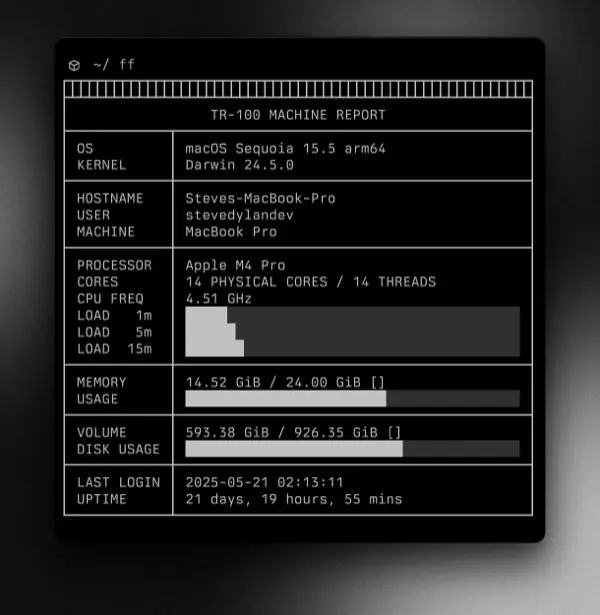 ~/ ff
TR-100 MACHINE REPORT
OS macOS Sequoia 15.5 arm64
KERNEL Darwin 24.5.0
HOSTNAME Steves-MacBook-Pro
USER stevedylandev
MACHINE MacBook Pro
PROCESSOR Apple M4 Pro
CORES 14 PHYSICAL CORES / 14 THREADS
CPU FREQ 4.51 GHz
LOAD 1m
LOAD 5m
LOAD 15m
MEMORY 14.52 GiB / 24.00 GiB []
USAGE
VOLUME 593.38 GiB / 926.35 GiB []
DISK USAGE
LAST LOGIN 2025-05-21 02:13:11
UPTIME 21 days, 19 hours, 55 mins